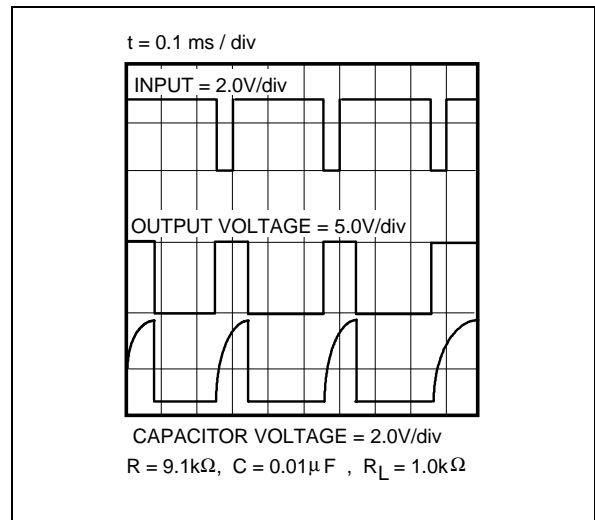 t = 0.1 ms / div
INPUT = 2.0V/div
OUTPUT VOLTAGE = 5.0V/div
CAPACITOR VOLTAGE = 2.0V/div
R = 9.1kΩ, C = 0.01μF , RL = 1.0kΩ